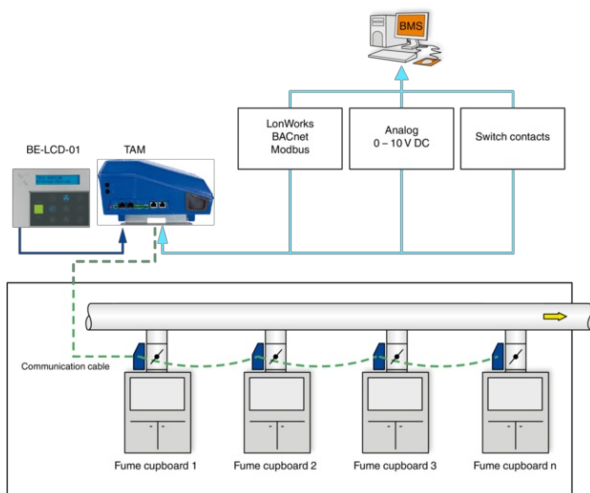 BMS
LonWorks
BACnet
Modbus
Analog
0 – 10 V DC
Switch contacts
BE-LCD-01
TAM
Communication cable
Fume cupboard 1
Fume cupboard 2
Fume cupboard 3
Fume cupboard n